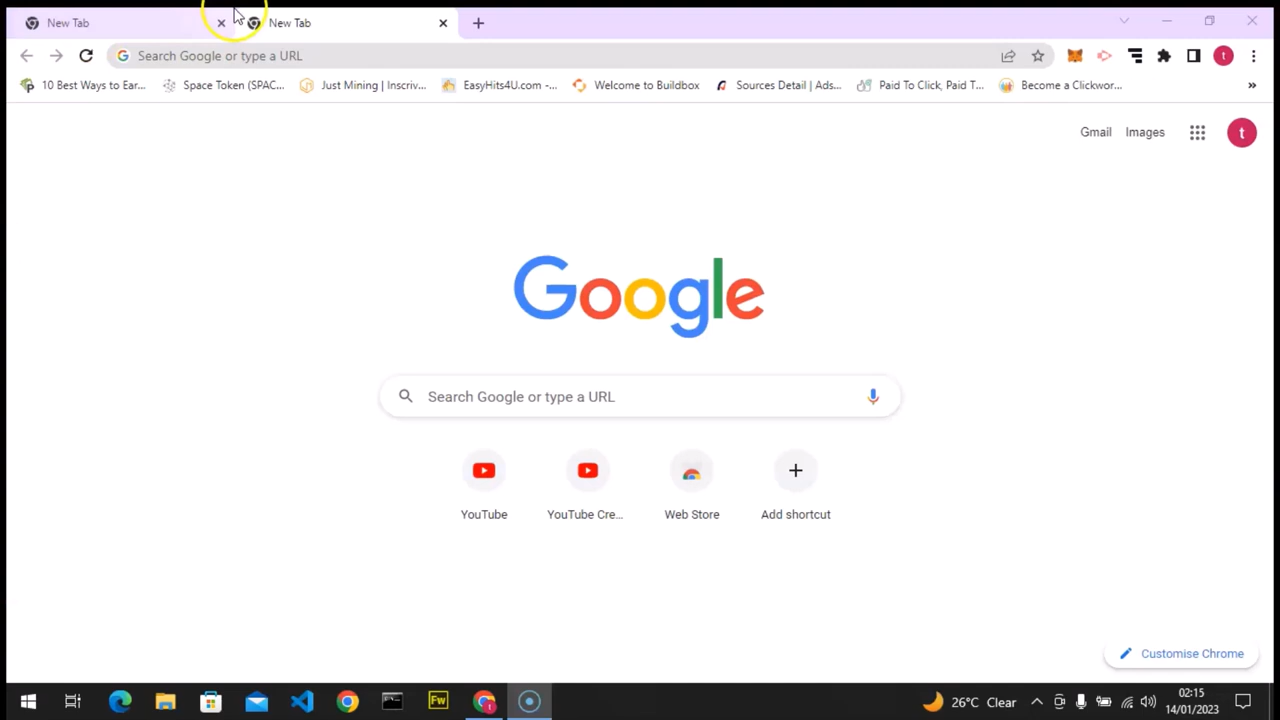 New Tab
New Tab
Search Google or type a URL
10 Best Ways to Ear...
Space Token (SPAC...
Just Mining | Inscriv...
EasyHits4U.com -...
Welcome to Buildbox
Sources Detail | Ads...
Paid To Click, Paid T...
Become a Clickwor...
»
t
Gmail
Images
t
Google
Search Google or type a URL
YouTube
YouTube Cre...
Web Store
Add shortcut
Customise Chrome
Fw
26°C Clear
02:15
14/01/2023